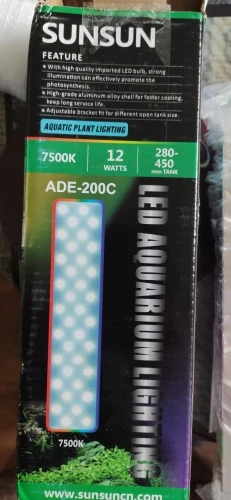 SUNSUN
FEATURE
● With high quality imported LED bulb, strong
illumination can effectively promote the
photosynthesis.
● High-grade aluminum alloy shell for faster cooling,
keep long service life.
● Adjustable bracket fit for different open tank size.
AQUATIC PLANT LIGHTING
7500K
12
WATTS
280-
450
mm TANK
ADE-200C
LED AQUARIUM LIGHTING
7500K
www.sunsuncn.com